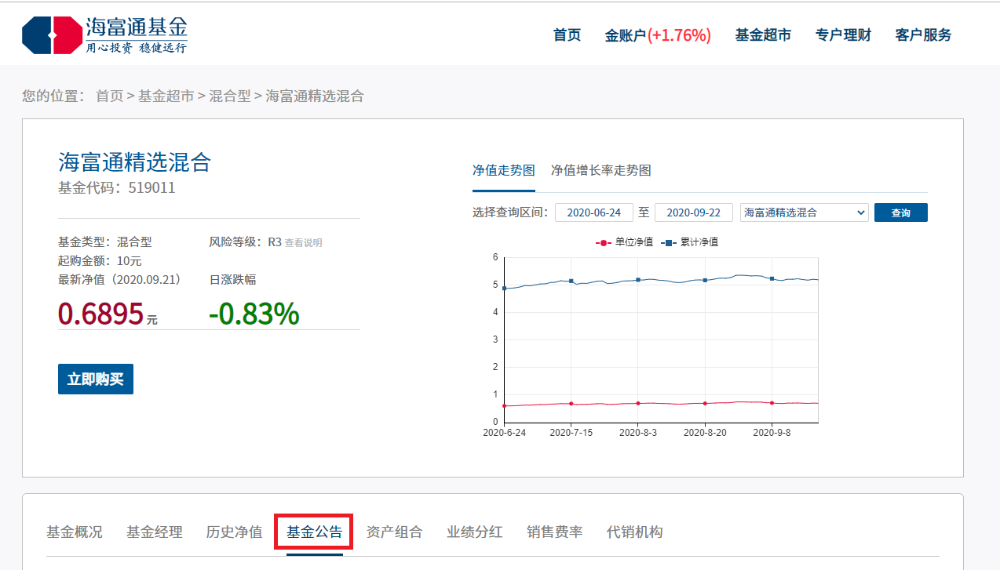 海富通基金
用心投资 稳健远行
首页 金账户(+1.76%) 基金超市 专户理财 客户服务
您的位置： 首页 > 基金超市 > 混合型 > 海富通精选混合
海富通精选混合
基金代码：519011
基金类型：混合型 风险等级：R3 查看说明
起购金额：10元
最新净值（2020.09.21） 日涨跌幅
0.6895元 -0.83%
立即购买
净值走势图 净值增长率走势图
选择查询区间： 2020-06-24 至 2020-09-22 海富通精选混合 查询
单位净值 累计净值
6
5
4
3
2
1
0
2020-6-24 2020-7-15 2020-8-3 2020-8-20 2020-9-8
基金概况 基金经理 历史净值 基金公告 资产组合 业绩分红 销售费率 代销机构